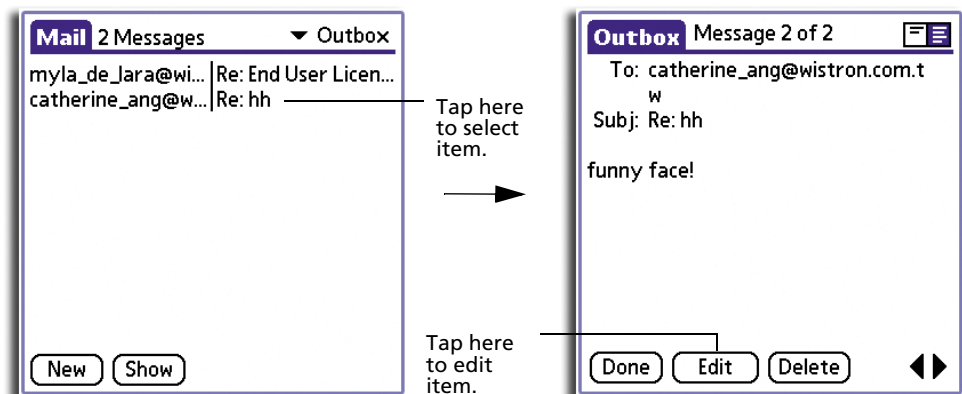 Mail 2 Messages Outbox
myla_de_lara@wi... Re: End User Licen...
catherine_ang@w... Re: hh
New Show
Tap here
to select
item.
Tap here
to edit
item.
Outbox Message 2 of 2
To: catherine_ang@wistron.com.t
w
Subj: Re: hh
funny face!
Done Edit Delete